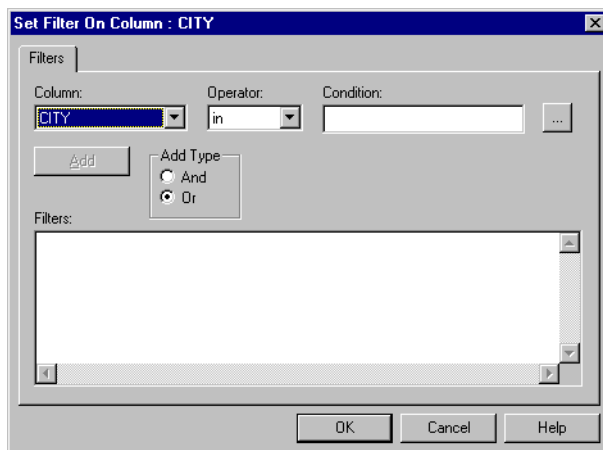 Set Filter On Column : CITY
Filters
Column: Operator: Condition:
CITY in ...
Add
Add Type
And
Or
Filters:
OK Cancel Help